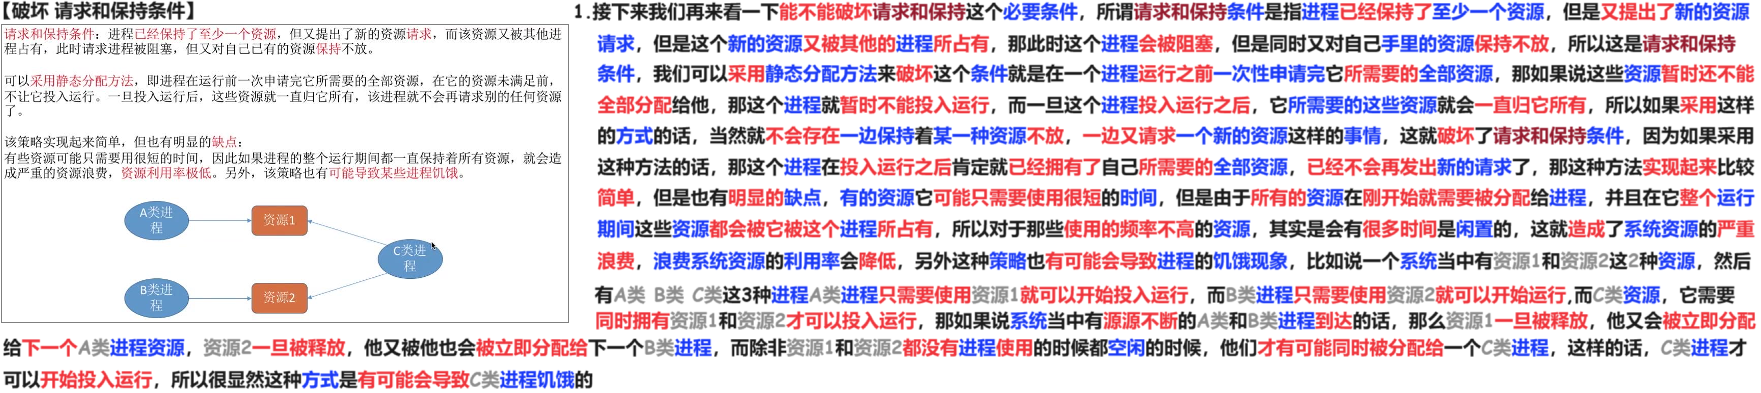 【破坏 请求和保持条件】
请求和保持条件：进程已经保持了至少一个资源，但又提出了新的资源请求，而该资源又被其他进
程占有，此时请求进程被阻塞，但又对自己已有的资源保持不放。
可以采用静态分配方法，即进程在运行前一次申请完它所需要的全部资源，在它的资源未满足前，
不让它投入运行。一旦投入运行后，这些资源就一直归它所有，该进程就不会再请求别的任何资源
了。
该策略实现起来简单，但也有明显的缺点：
有些资源可能只需要用很短的时间，因此如果进程的整个运行期间都一直保持着所有资源，就会造
成严重的资源浪费，资源利用率极低。另外，该策略也有可能导致某些进程饥饿。
A类进
程
资源1
C类进
程
B类进
程
资源2
1.接下来我们再来看一下能不能破坏请求和保持这个必要条件，所谓请求和保持条件是指进程已经保持了至少一个资源，但是又提出了新的资源
请求，但是这个新的资源又被其他的进程所占有，那此时这个进程会被阻塞，但是同时又对自己手里的资源保持不放，所以这是请求和保持
条件，我们可以采用静态分配方法来破坏这个条件就是在一个进程运行之前一次性申请完它所需要的全部资源，那如果说这些资源暂时还不能
全部分配给他，那这个进程就暂时不能投入运行，而一旦这个进程投入运行之后，它所需要的这些资源就会一直归它所有，所以如果采用这样
的方式的话，当然就不会存在一边保持着某一种资源不放，一边又请求一个新的资源这样的事情，这就破坏了请求和保持条件，因为如果采用
这种方法的话，那这个进程在投入运行之后肯定就已经拥有了自己所需要的全部资源，已经不会再发出新的请求了，那这种方法实现起来比较
简单，但是也有明显的缺点，有的资源它可能只需要使用很短的时间，但是由于所有的资源在刚开始就需要被分配给进程，并且在它整个运行
期间这些资源都会被它被这个进程所占有，所以对于那些使用的频率不高的资源，其实是会有很多时间是闲置的，这就造成了系统资源的严重
浪费，浪费系统资源的利用率会降低，另外这种策略也有可能会导致进程的饥饿现象，比如说一个系统当中有资源1和资源2这2种资源，然后
有A类 B类 C类这3种进程A类进程只需要使用资源1就可以开始投入运行，而B类进程只需要使用资源2就可以开始运行,而C类资源，它需要
同时拥有资源1和资源2才可以投入运行，那如果说系统当中有源源不断的A类和B类进程到达的话，那么资源1一旦被释放，他又会被立即分配
给下一个A类进程资源，资源2一旦被释放，他又被他也会被立即分配给下一个B类进程，而除非资源1和资源2都没有进程使用的时候都空闲的时候，他们才有可能同时被分配给一个C类进程，这样的话，C类进程才
可以开始投入运行，所以很显然这种方式是有可能会导致C类进程饥饿的